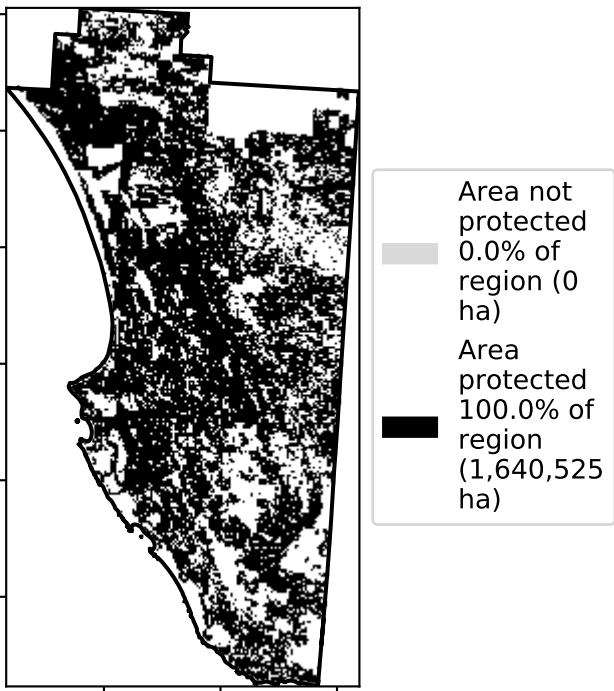 Area not
protected
0.0% of
region (0
ha)
Area
protected
100.0% of
region
(1,640,525
ha)